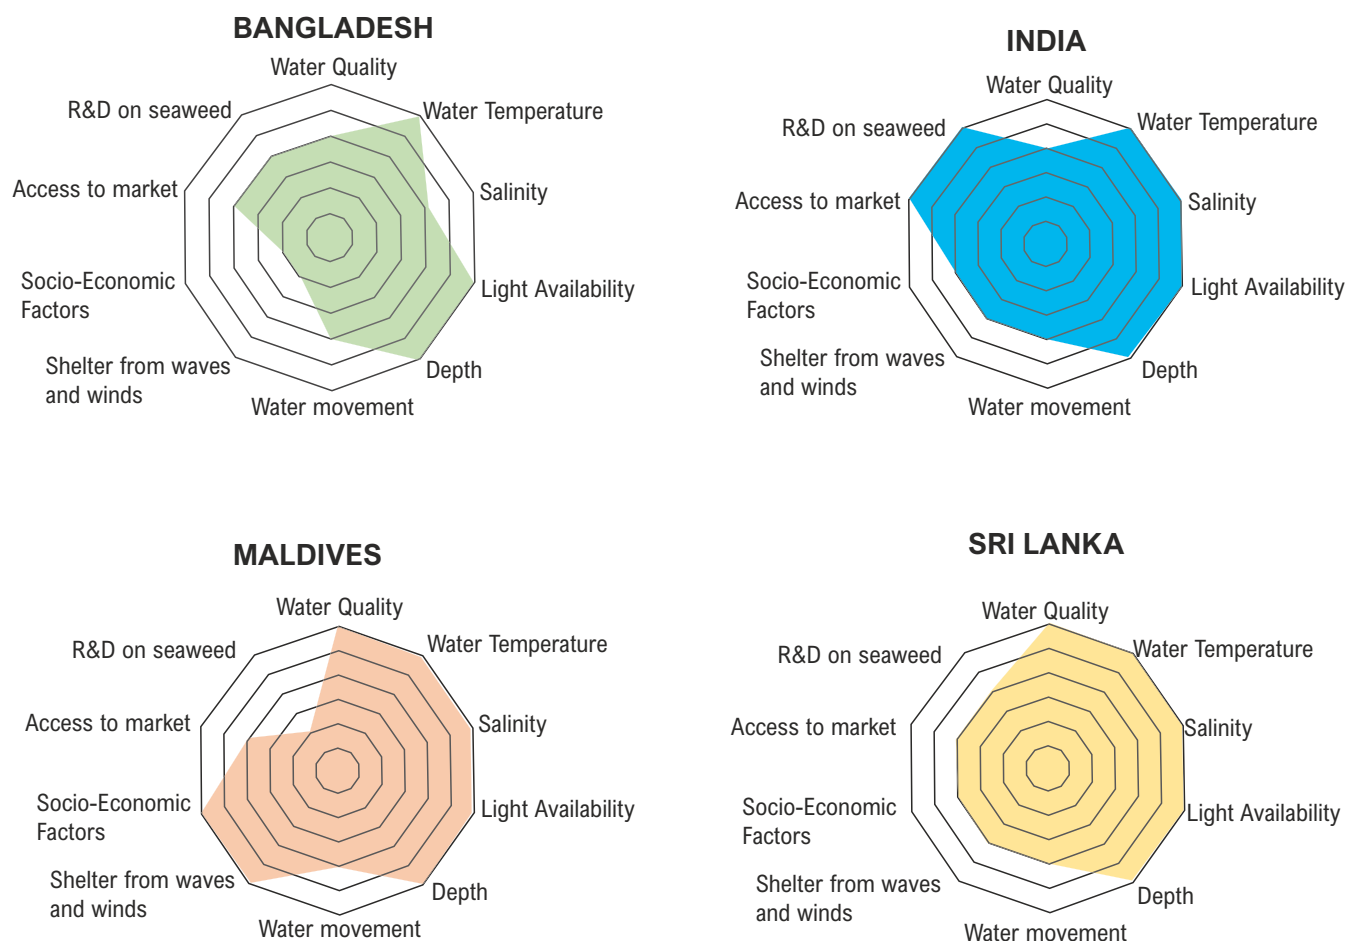 BANGLADESH
Water Quality
Water Temperature
Salinity
Light Availability
Depth
Water movement
Shelter from waves
and winds
Socio-Economic
Factors
Access to market
R&D on seaweed
INDIA
Water Quality
Water Temperature
Salinity
Light Availability
Depth
Water movement
Shelter from waves
and winds
Socio-Economic
Factors
Access to market
R&D on seaweed
MALDIVES
Water Quality
Water Temperature
Salinity
Light Availability
Depth
Water movement
Shelter from waves
and winds
Socio-Economic
Factors
Access to market
R&D on seaweed
SRI LANKA
Water Quality
Water Temperature
Salinity
Light Availability
Depth
Water movement
Shelter from waves
and winds
Socio-Economic
Factors
Access to market
R&D on seaweed